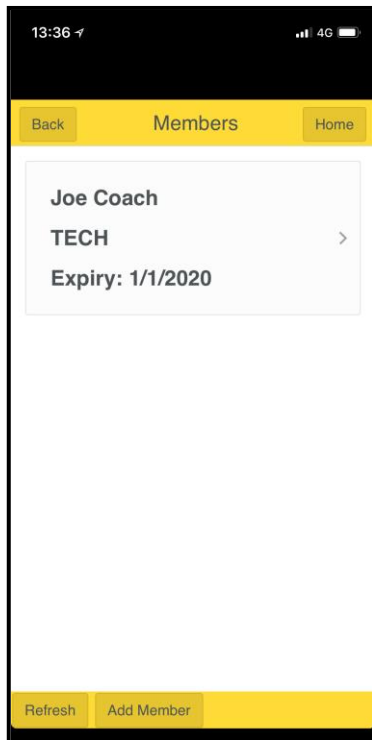 13:36
4G
Back Members Home
Joe Coach
TECH
Expiry: 1/1/2020
Refresh Add Member